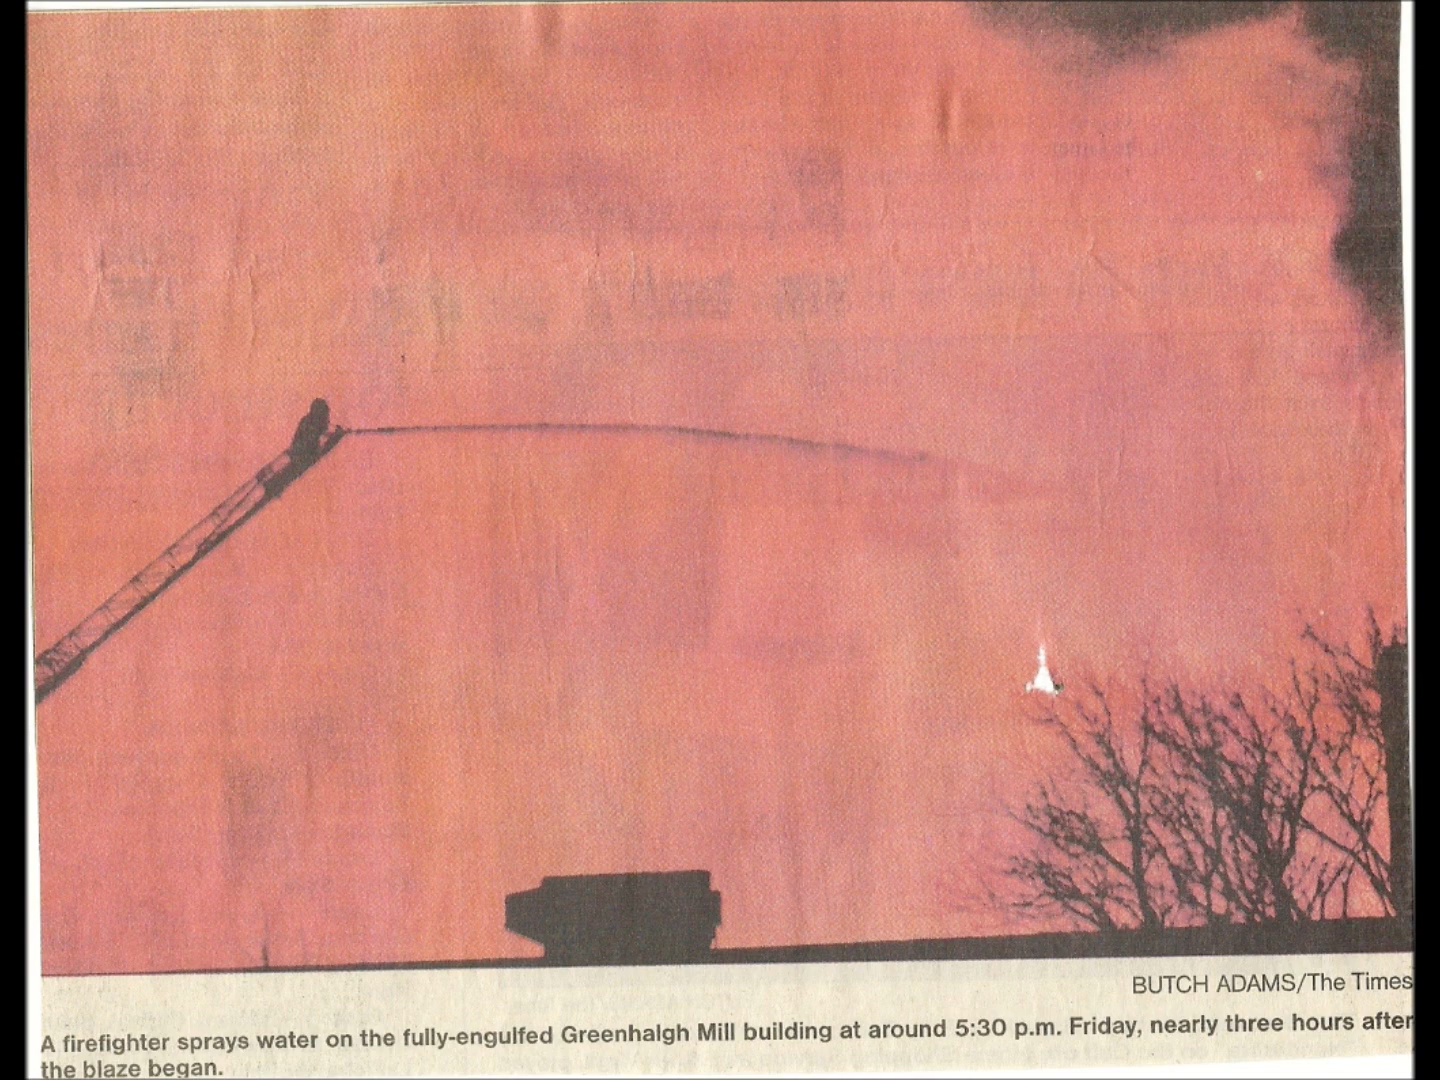 BUTCH ADAMS/The Times
A firefighter sprays water on the fully-engulfed Greenhalgh Mill building at around 5:30 p.m. Friday, nearly three hours after
the blaze began.